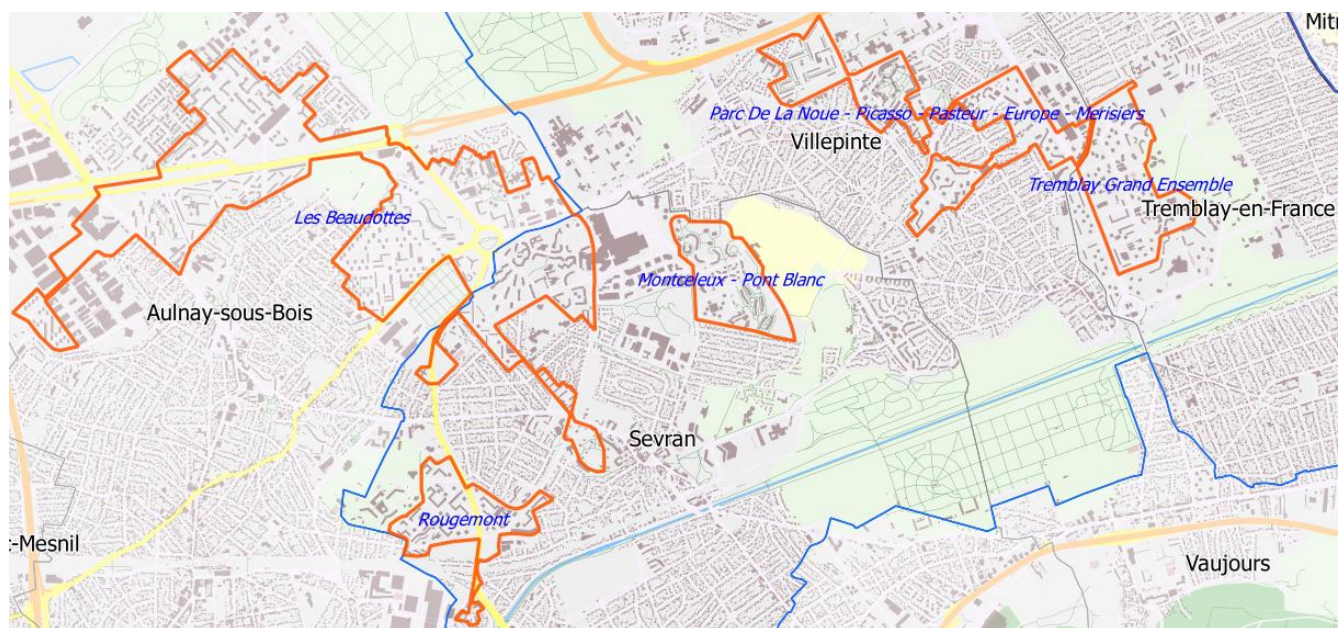 Mitr
Parc De La Noue - Picasso - Pasteur - Europe - Merisiers
Villepinte
Tremblay Grand Ensemble
Tremblay-en-France
Les Beaudottes
Montceleux - Pont Blanc
Aulnay-sous-Bois
Sevran
Rougemont
-Mesnil
Vaujours